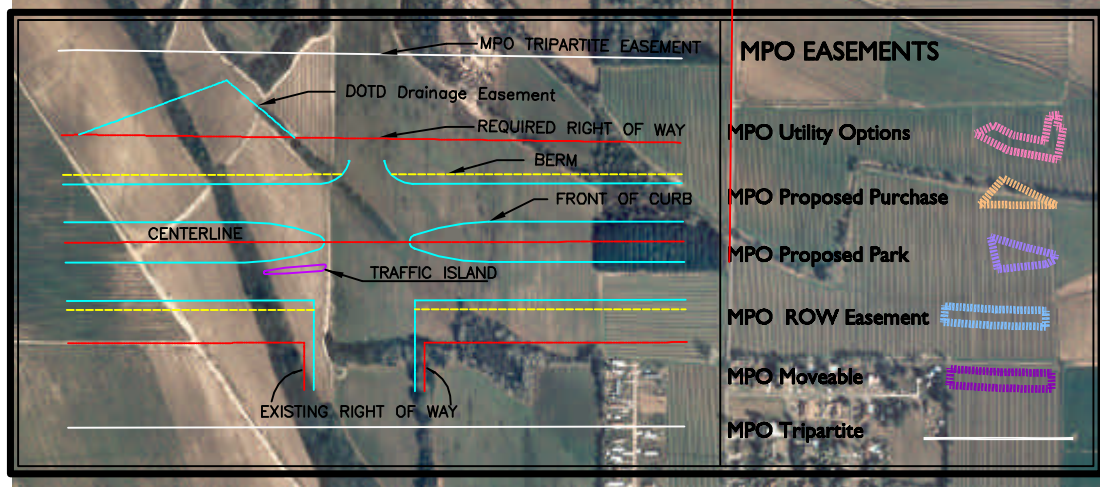 MPO TRIPARTITE EASEMENT
DOTD Drainage Easement
REQUIRED RIGHT OF WAY
BERM
FRONT OF CURB
CENTERLINE
TRAFFIC ISLAND
EXISTING RIGHT OF WAY
MPO EASEMENTS
MPO Utility Options
MPO Proposed Purchase
MPO Proposed Park
MPO ROW Easement
MPO Moveable
MPO Tripartite